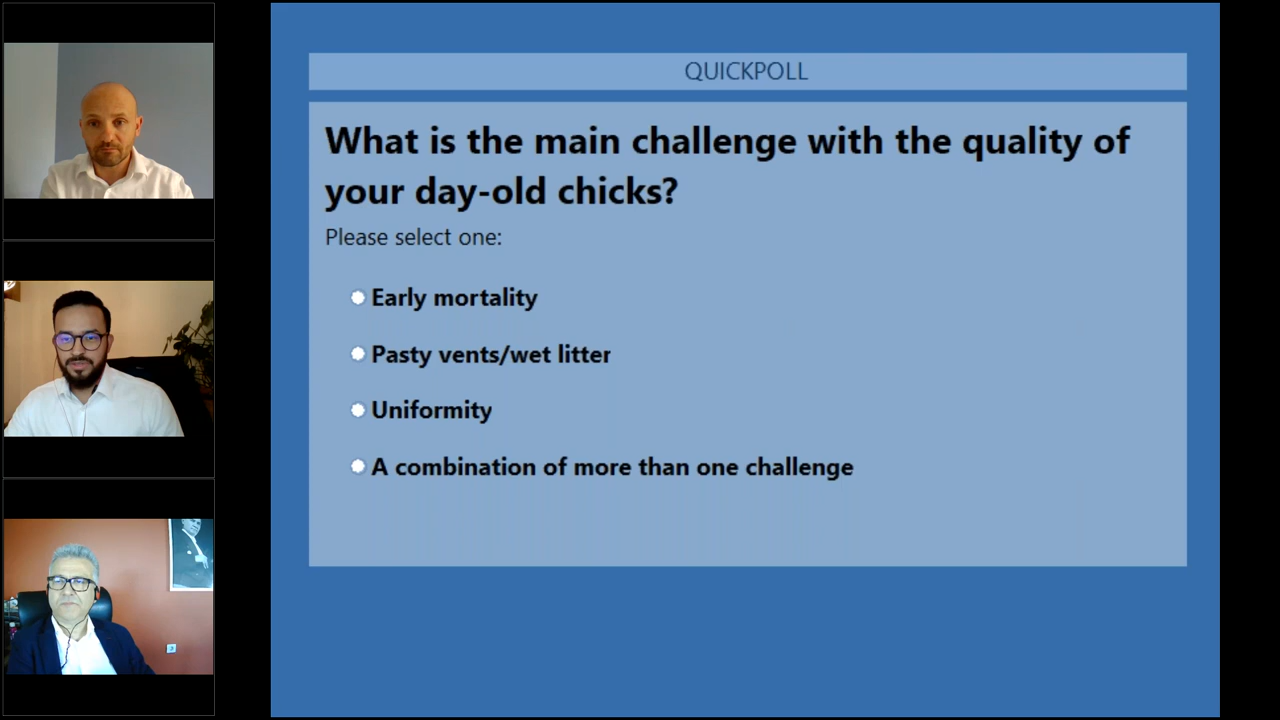 QUICKPOLL
What is the main challenge with the quality of
your day-old chicks?
Please select one:
Early mortality
Pasty vents/wet litter
Uniformity
A combination of more than one challenge